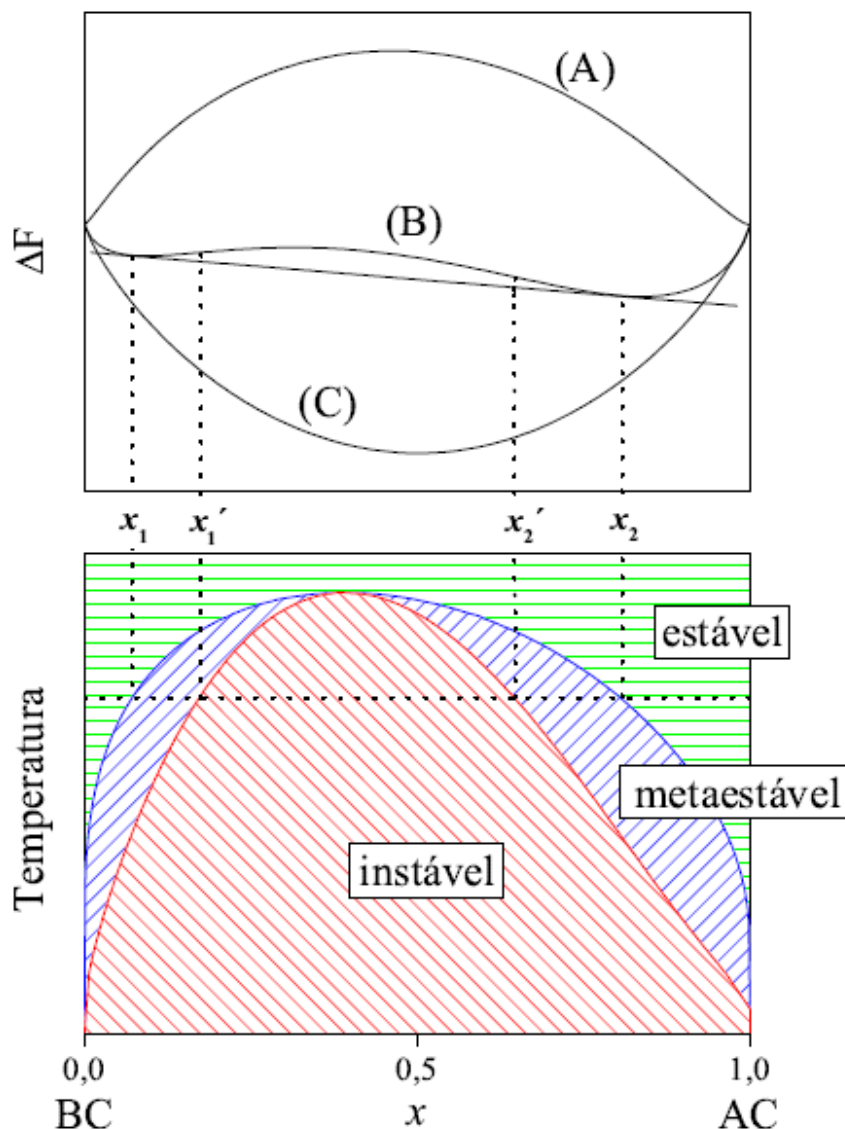 (A)
ΔF
(B)
(C)
x₁ x₁´ x₂´ x₂
estável
Temperatura
metaestável
instável
0,0 0,5 1,0
BC x AC